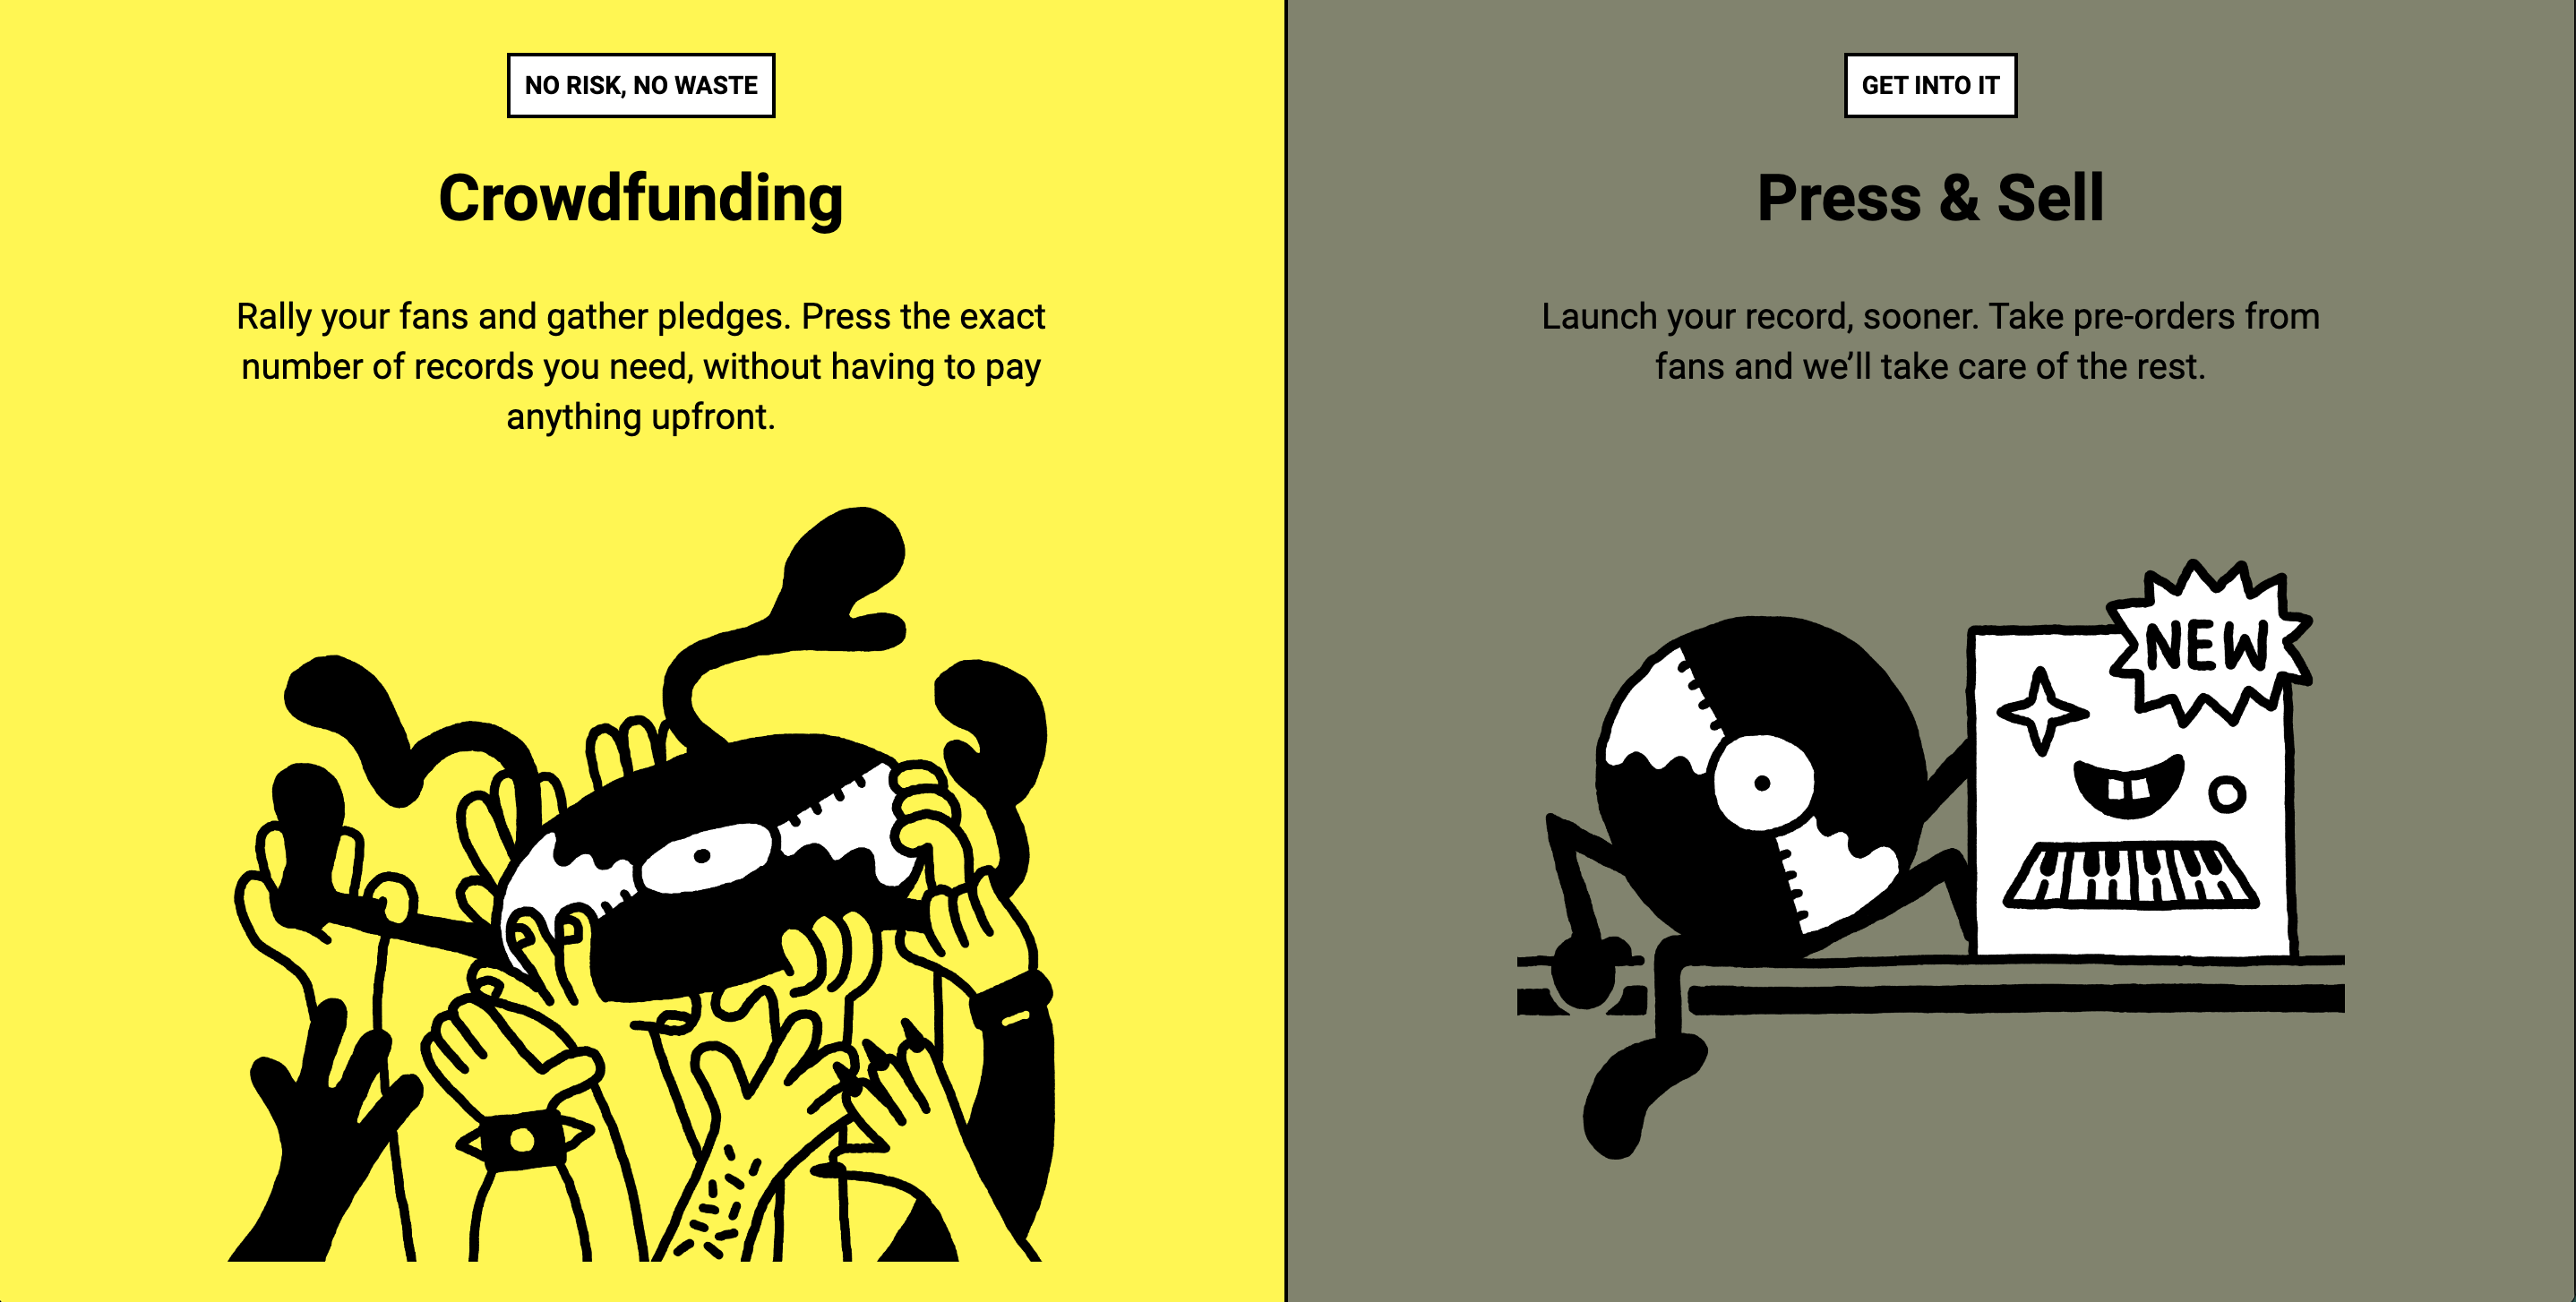 NO RISK, NO WASTE
Crowdfunding
Rally your fans and gather pledges. Press the exact
number of records you need, without having to pay
anything upfront.
GET INTO IT
Press & Sell
Launch your record, sooner. Take pre-orders from
fans and we’ll take care of the rest.
NEW